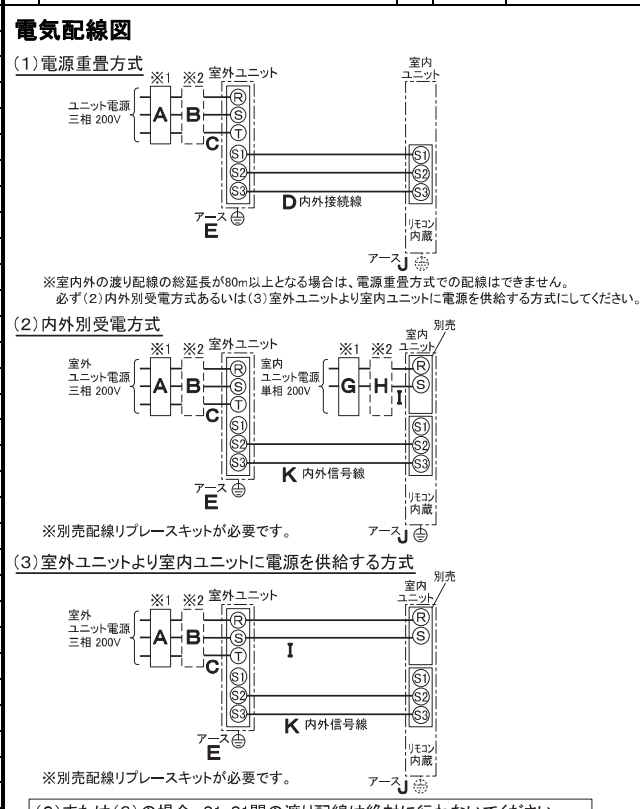 電気配線図
(1)電源重畳方式
※1 ※2 室外ユニット
室内
ユニット
ユニット電源
三相 200V
A B C
R
S
T
S1
S2
S3
S1
S2
S3
D 内外接続線
アース
E
リモコン
内蔵
アース J
※室内外の渡り配線の総延長が80m以上となる場合は、電源重畳方式での配線はできません。
必ず(2)内外別受電方式あるいは(3)室外ユニットより室内ユニットに電源を供給する方式にしてください。
(2)内外別受電方式
※1 ※2 室外ユニット
※1 ※2
室内
ユニット
別売
室外
ユニット電源
三相 200V
A B C
R
S
T
S1
S2
S3
室内
ユニット電源
単相 200V
G H I
R
S
S1
S2
S3
K 内外信号線
アース
E
リモコン
内蔵
アース J
※別売配線リプレースキットが必要です。
(3)室外ユニットより室内ユニットに電源を供給する方式
※1 ※2 室外ユニット
室内
ユニット
別売
室外
ユニット電源
三相 200V
A B C
R
S
T
S1
S2
S3
I
R
S
S1
S2
S3
K 内外信号線
アース
E
リモコン
内蔵
アース J
※別売配線リプレースキットが必要です。